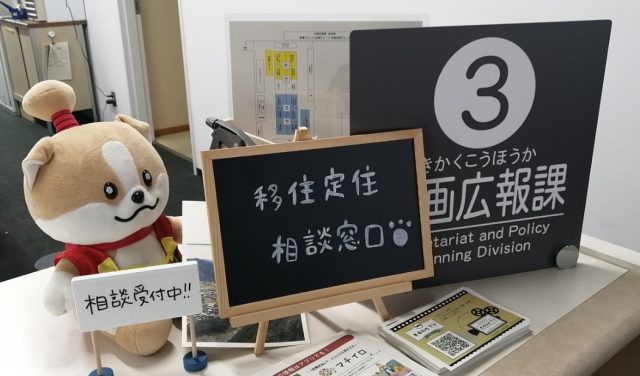 3
きかくこうほうか
画広報課
etariat and Policy
nning Division
移住定住
相談窓口
相談受付中!!
マチイロ